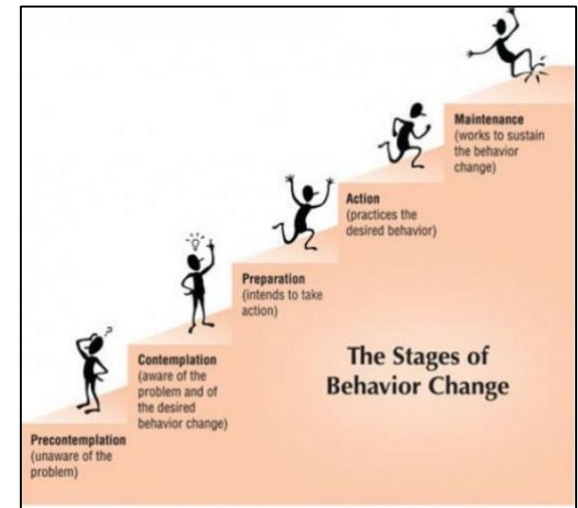 Maintenance
(works to sustain
the behavior
change)
Action
(practices the
desired behavior)
Preparation
(intends to take
action)
Contemplation
(aware of the
problem and of
the desired
behavior change)
Precontemplation
(unaware of the
problem)
The Stages of
Behavior Change
?